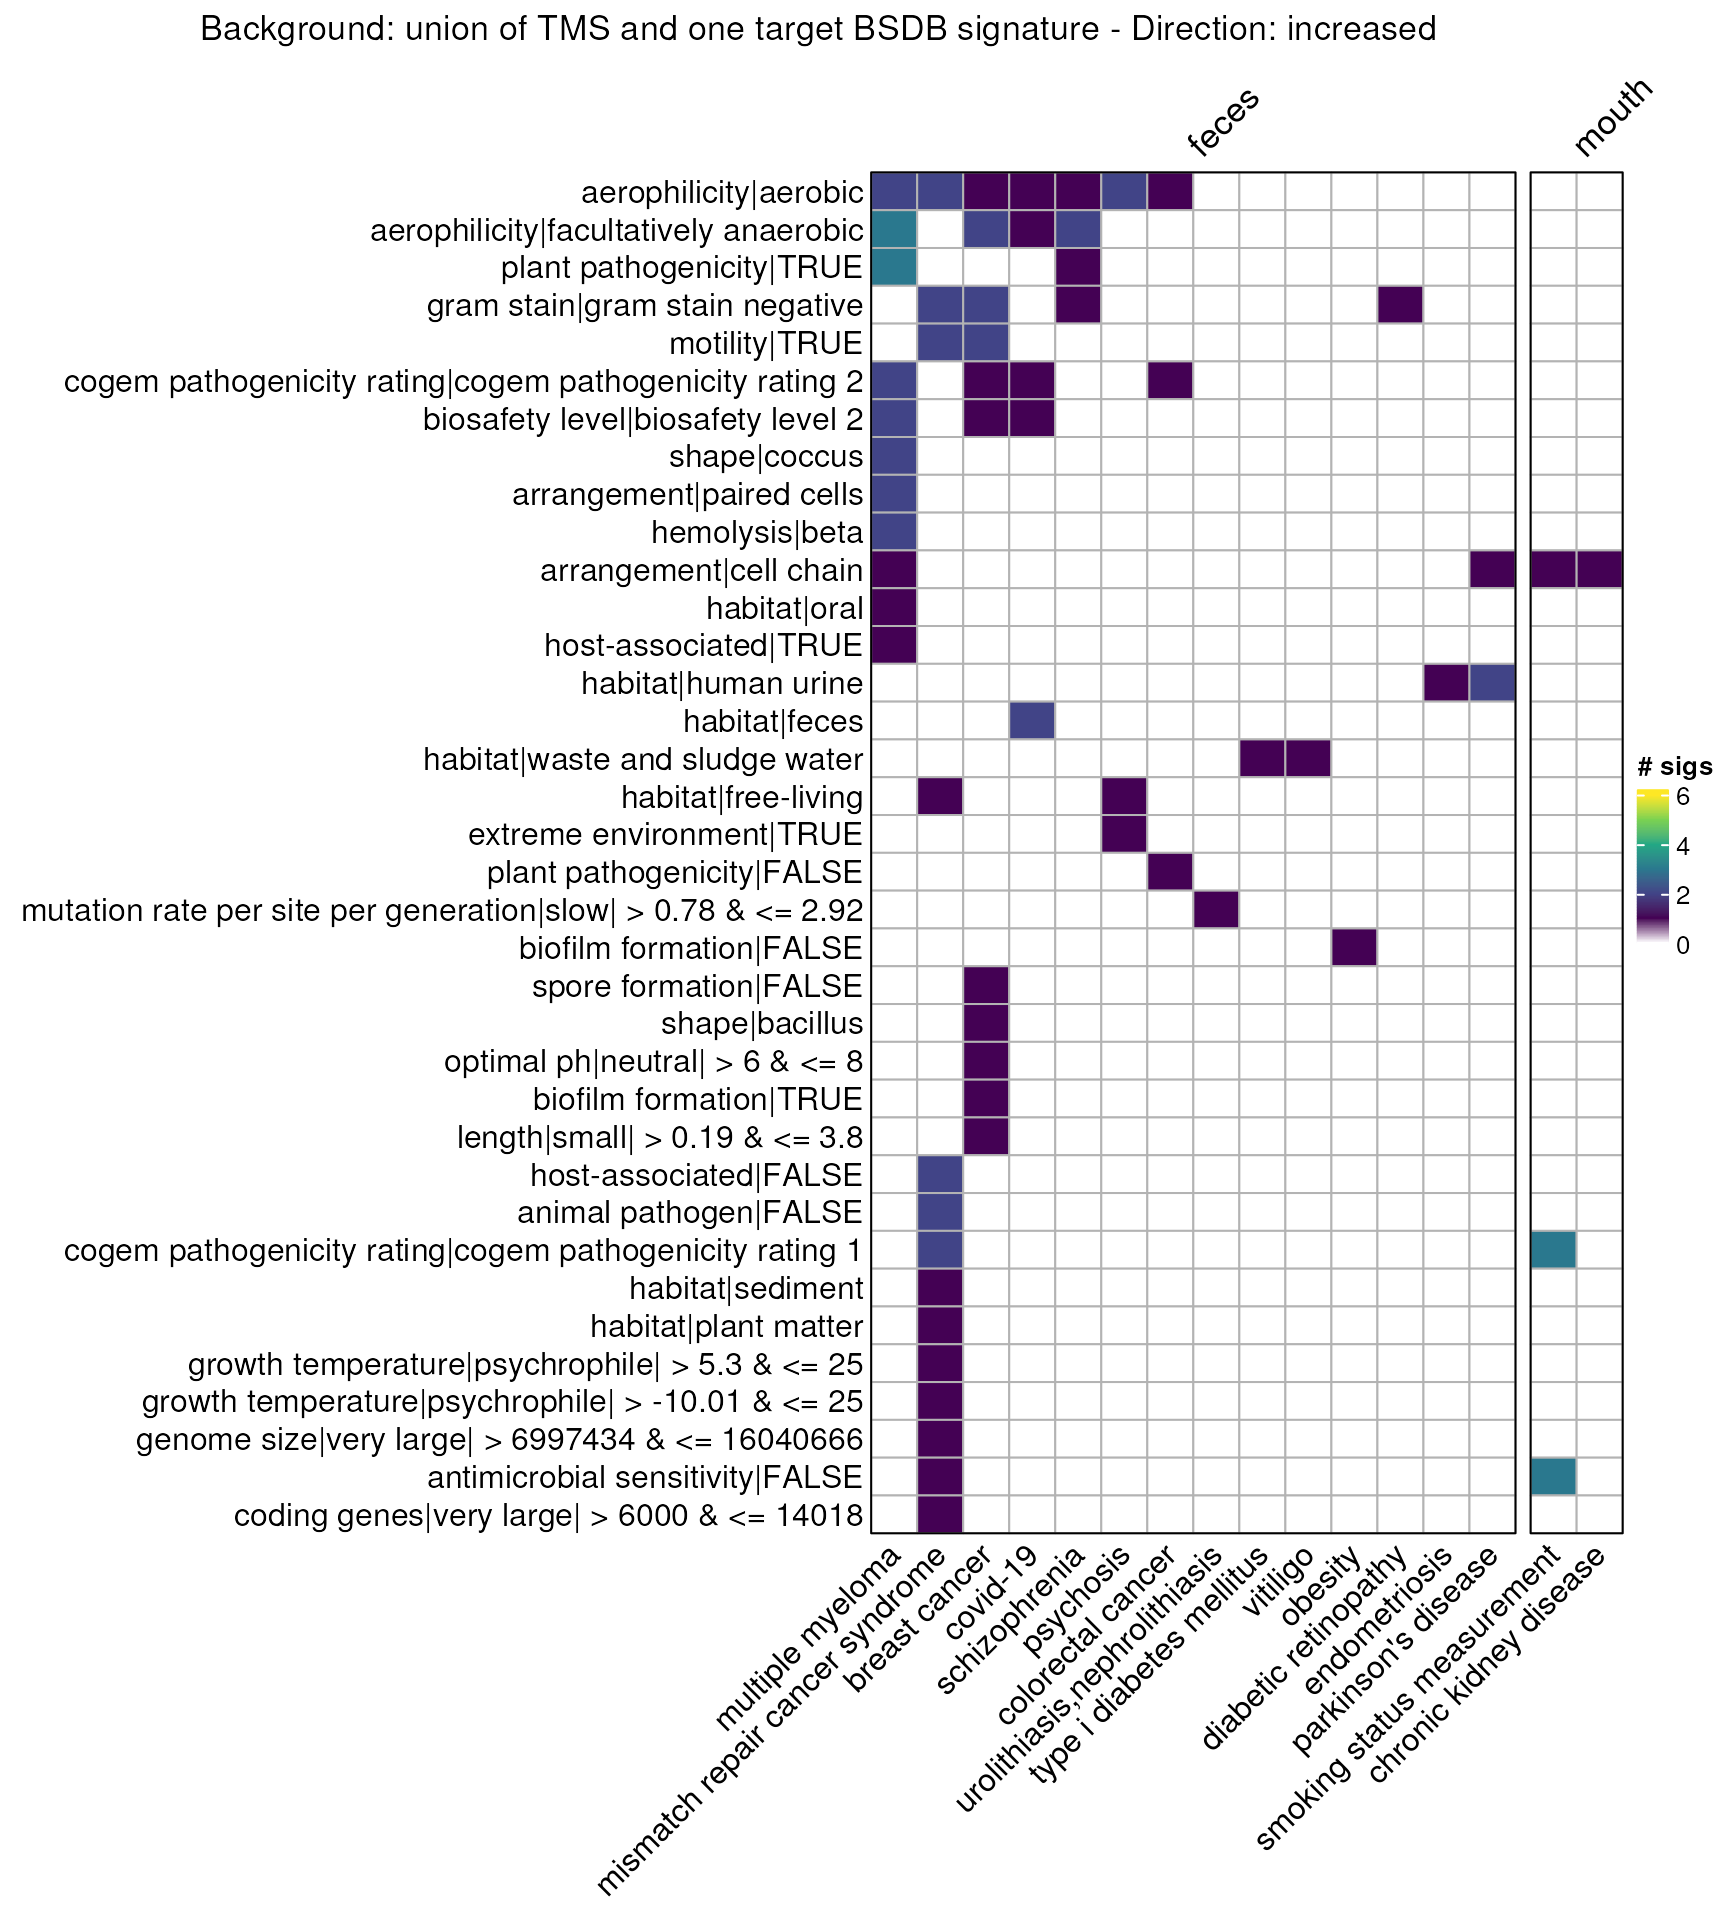 Background: union of TMS and one target BSDB signature - Direction: increased
feces
mouth
aerophilicity|aerobic
aerophilicity|facultatively anaerobic
plant pathogenicity|TRUE
gram stain|gram stain negative
motility|TRUE
cogem pathogenicity rating|cogem pathogenicity rating 2
biosafety level|biosafety level 2
shape|coccus
arrangement|paired cells
hemolysis|beta
arrangement|cell chain
habitat|oral
host-associated|TRUE
habitat|human urine
habitat|feces
habitat|waste and sludge water
habitat|free-living
extreme environment|TRUE
plant pathogenicity|FALSE
mutation rate per site per generation|slow| > 0.78 & <= 2.92
biofilm formation|FALSE
spore formation|FALSE
shape|bacillus
optimal ph|neutral| > 6 & <= 8
biofilm formation|TRUE
length|small| > 0.19 & <= 3.8
host-associated|FALSE
animal pathogen|FALSE
cogem pathogenicity rating|cogem pathogenicity rating 1
habitat|sediment
habitat|plant matter
growth temperature|psychrophile| > 5.3 & <= 25
growth temperature|psychrophile| > -10.01 & <= 25
genome size|very large| > 6997434 & <= 16040666
antimicrobial sensitivity|FALSE
coding genes|very large| > 6000 & <= 14018
# sigs
6
4
2
0
multiple myeloma
mismatch repair cancer syndrome
breast cancer
covid-19
schizophrenia
psychosis
colorectal cancer
urolithiasis,nephrolithiasis
type i diabetes mellitus
vitiligo
obesity
diabetic retinopathy
endometriosis
parkinson's disease
smoking status measurement
chronic kidney disease